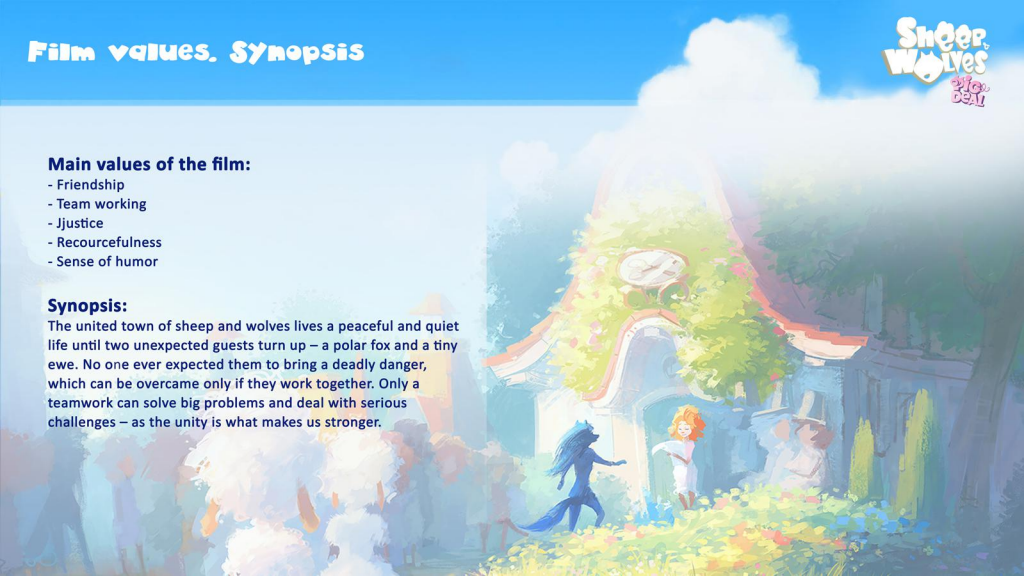 Film values. Synopsis
Sheep &
Wolves
Pig
Deal
Main values of the film:
- Friendship
- Team working
- Jjustice
- Recourcefulness
- Sense of humor
Synopsis:
The united town of sheep and wolves lives a peaceful and quiet
life until two unexpected guests turn up – a polar fox and a tiny
ewe. No one ever expected them to bring a deadly danger,
which can be overcame only if they work together. Only a
teamwork can solve big problems and deal with serious
challenges – as the unity is what makes us stronger.